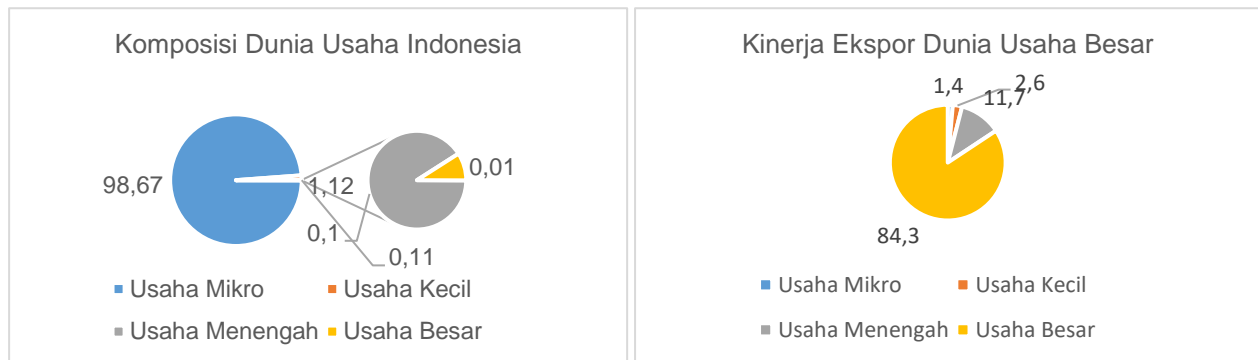 Komposisi Dunia Usaha Indonesia
98,67
1,12
0,01
0,1
0,11
Usaha Mikro
Usaha Kecil
Usaha Menengah
Usaha Besar
Kinerja Ekspor Dunia Usaha Besar
1,4
2,6
11,7
84,3
Usaha Mikro
Usaha Kecil
Usaha Menengah
Usaha Besar